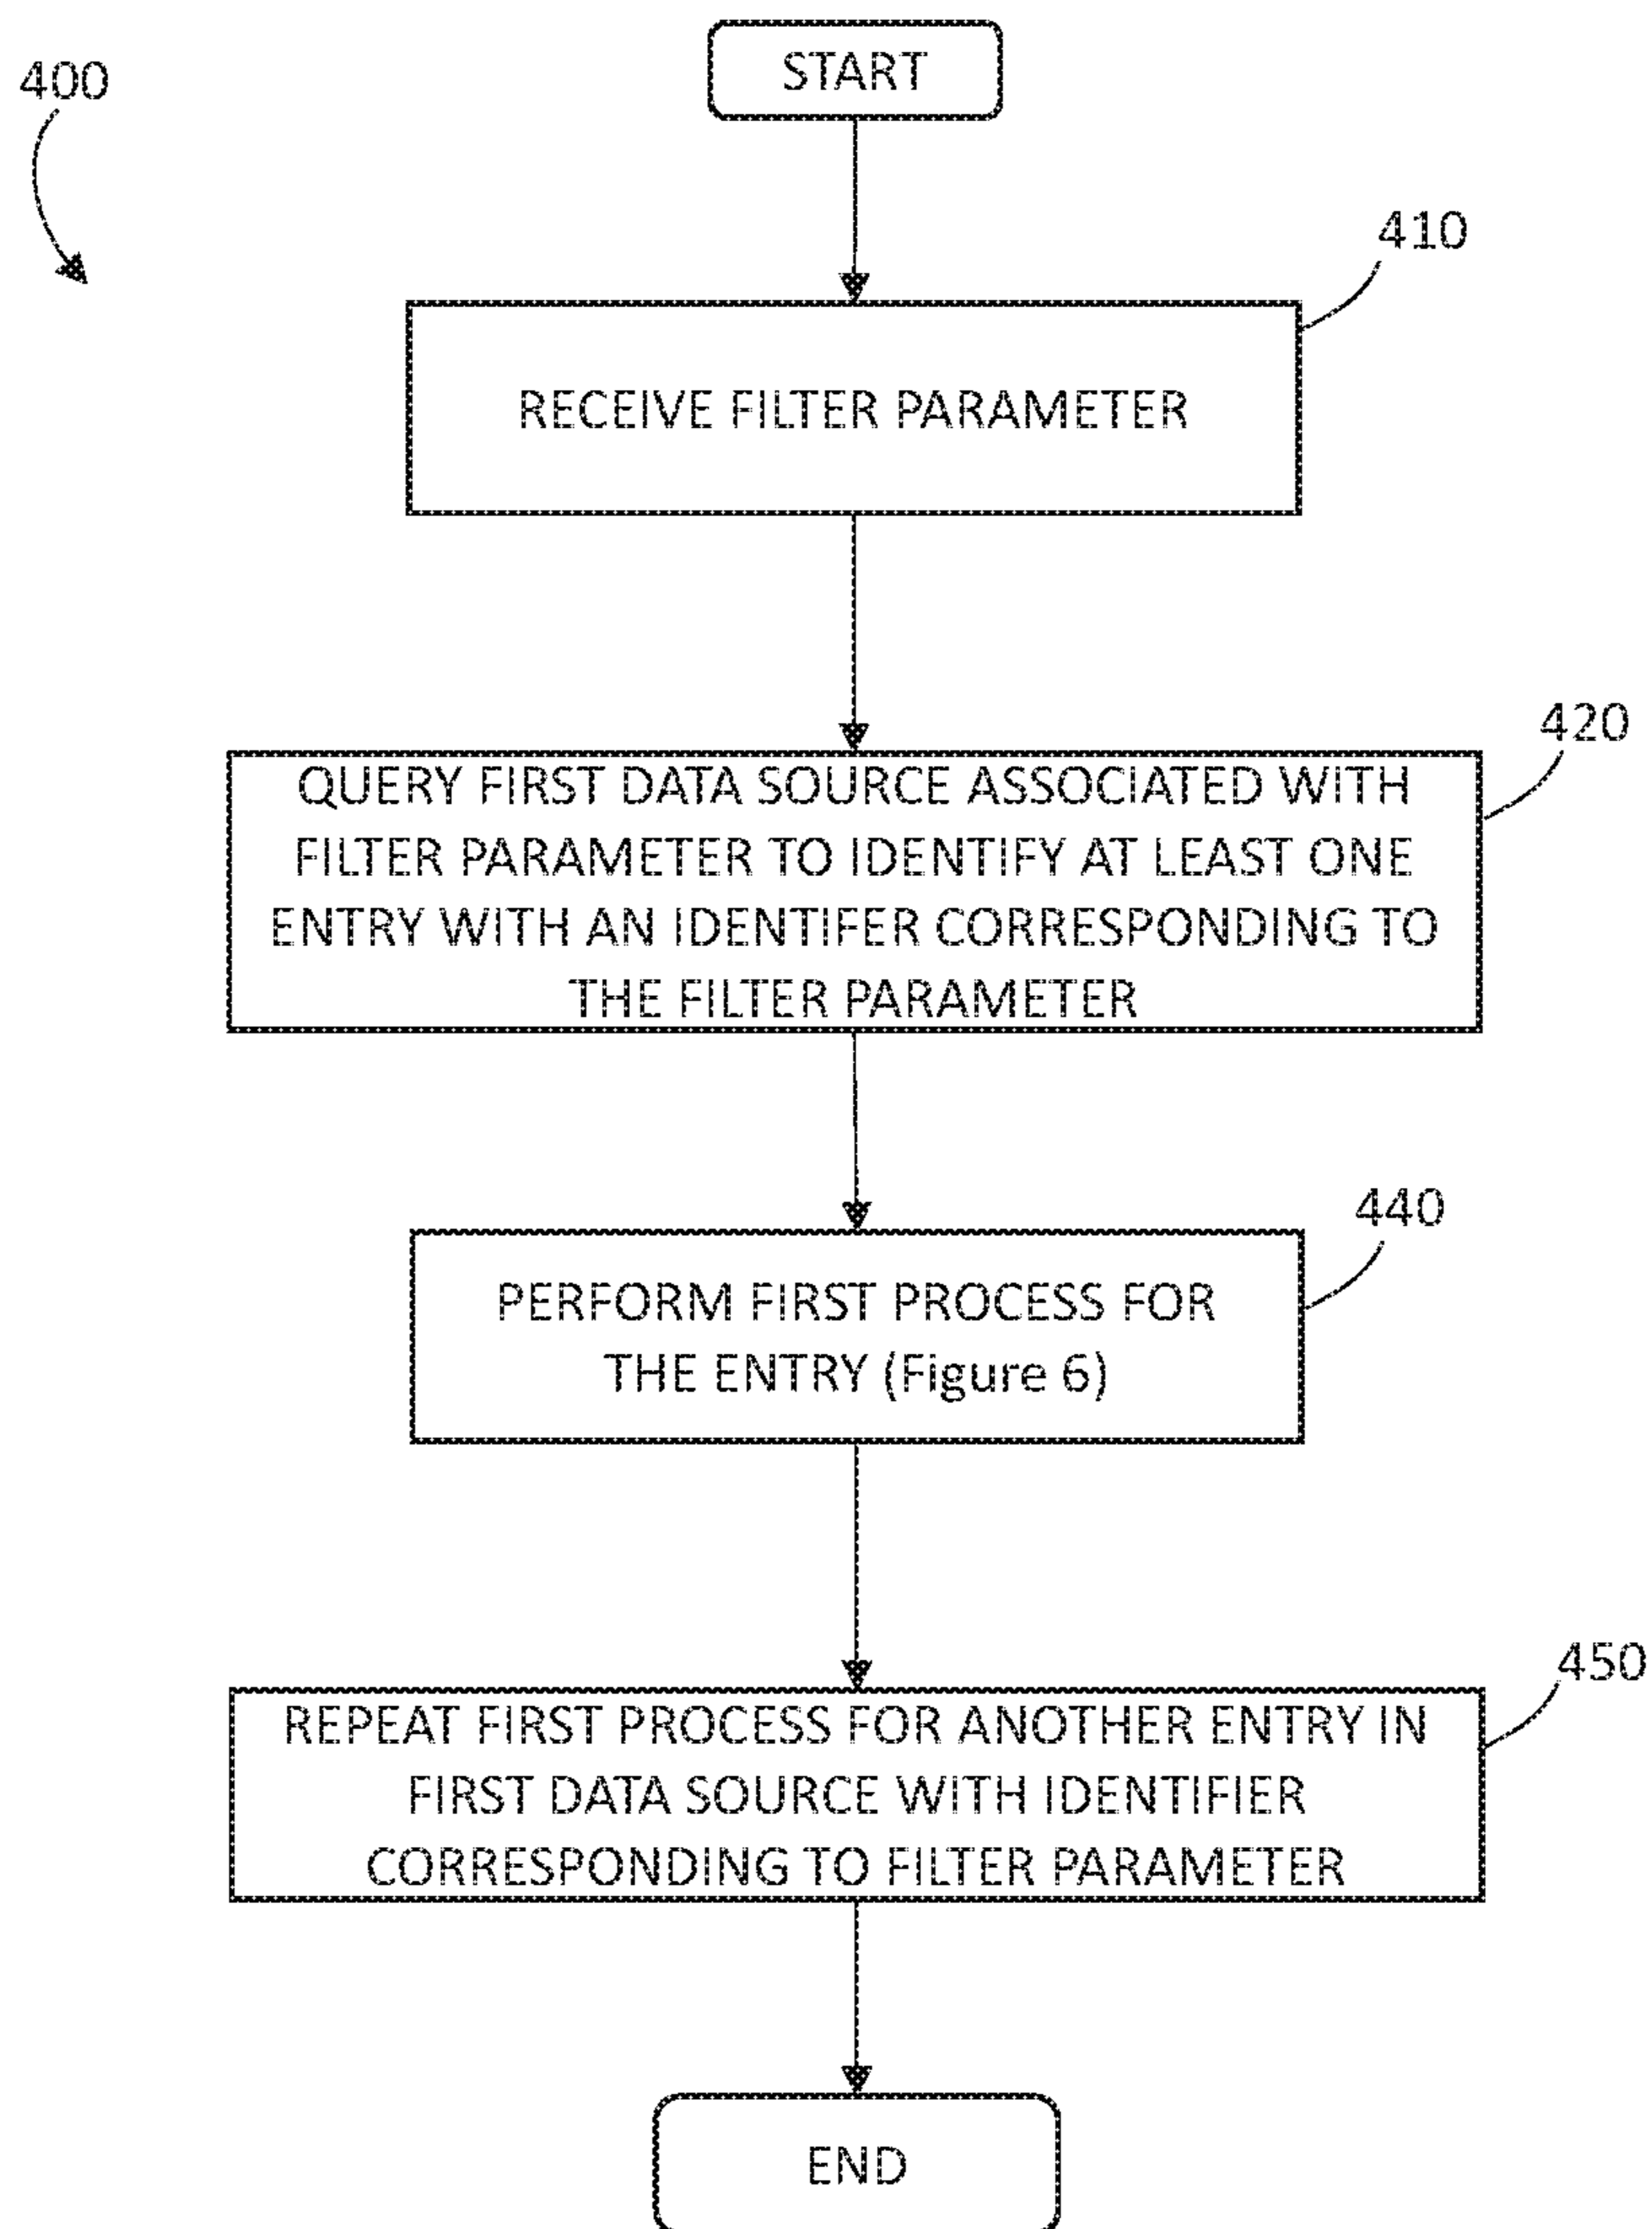 START
400
410
RECEIVE FILTER PARAMETER
420
QUERY FIRST DATA SOURCE ASSOCIATED WITH
FILTER PARAMETER TO IDENTIFY AT LEAST ONE
ENTRY WITH AN IDENTIFER CORRESPONDING TO
THE FILTER PARAMETER
440
PERFORM FIRST PROCESS FOR
THE ENTRY (Figure 6)
450
REPEAT FIRST PROCESS FOR ANOTHER ENTRY IN
FIRST DATA SOURCE WITH IDENTIFIER
CORRESPONDING TO FILTER PARAMETER
END